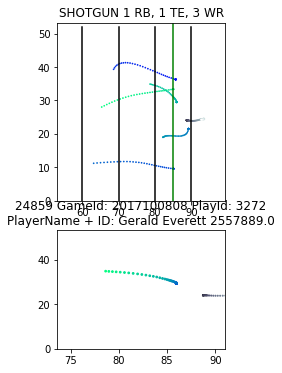 SHOTGUN 1 RB, 1 TE, 3 WR
50
40
30
20
10
0
60 70 80 90
24859 GameId: 2017100808 PlayId: 3272
PlayerName + ID: Gerald Everett 2557889.0
40
20
0
75 80 85 90